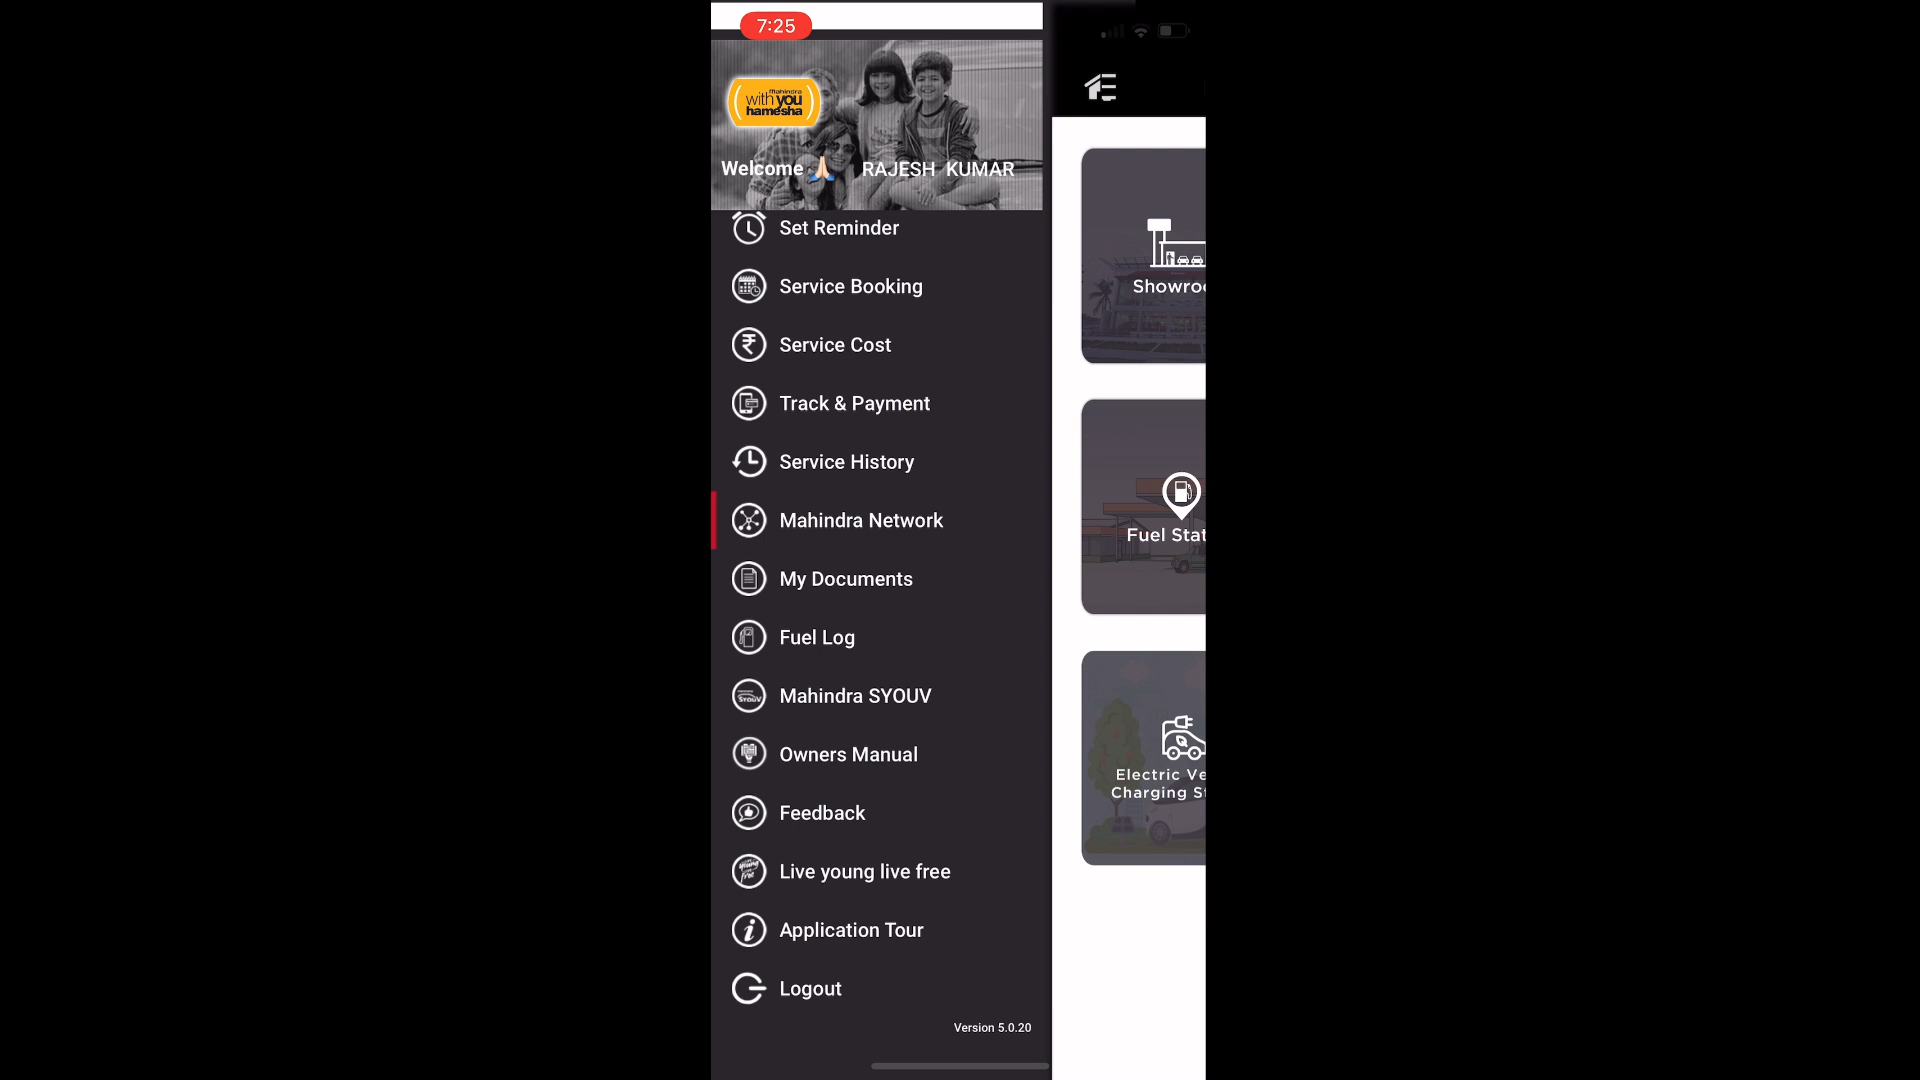 7:25
mahindra
with you
hamesha
Welcome 🙏🏻 RAJESH KUMAR
Set Reminder
Service Booking
Service Cost
Track & Payment
Service History
Mahindra Network
My Documents
Fuel Log
Mahindra SYOUV
Owners Manual
Feedback
Live young live free
Application Tour
Logout
Version 5.0.20
Showroo
Fuel Stat
Electric Ve
Charging St